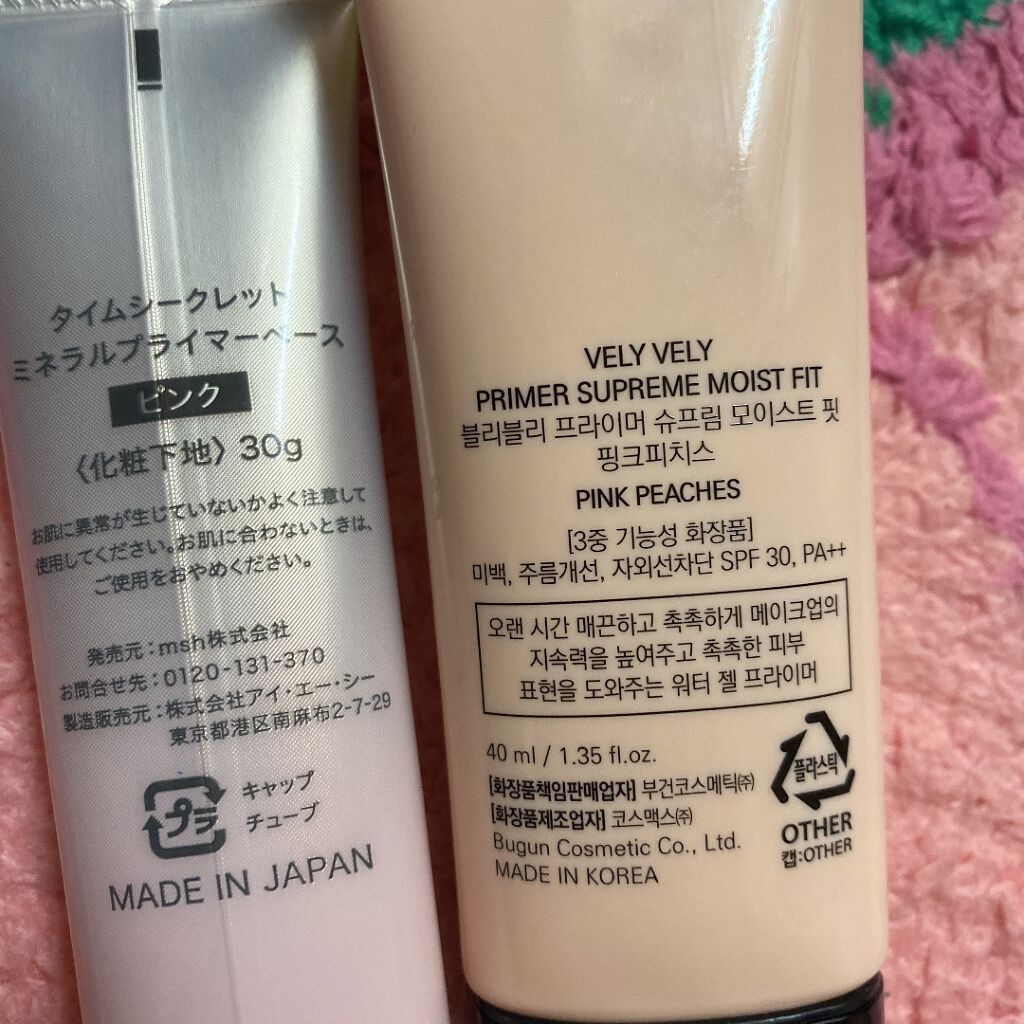 タイムシークレット
ミネラルプライマーベース
ピンク
〈化粧下地〉30g
お肌に異常が生じていないかよく注意して
使用してください。お肌に合わないときは、
ご使用をおやめください。
発売元:msh株式会社
お問合せ先:0120-131-370
製造販売元:株式会社アイ・エー・シー
東京都港区南麻布2-7-29
プラ
キャップ
チューブ
MADE IN JAPAN
VELY VELY
PRIMER SUPREME MOIST FIT
블리블리 프라이머 슈프림 모이스트 핏
핑크피치스
PINK PEACHES
[3중 기능성 화장품]
미백, 주름개선, 자외선차단 SPF 30, PA++
오랜 시간 매끈하고 촉촉하게 메이크업의
지속력을 높여주고 촉촉한 피부
표현을 도와주는 워터 젤 프라이머
40 ml / 1.35 fl.oz.
[화장품책임판매업자] 부건코스메틱㈜
[화장품제조업자] 코스맥스㈜
Bugun Cosmetic Co., Ltd.
MADE IN KOREA
플라스틱
OTHER
캡:OTHER